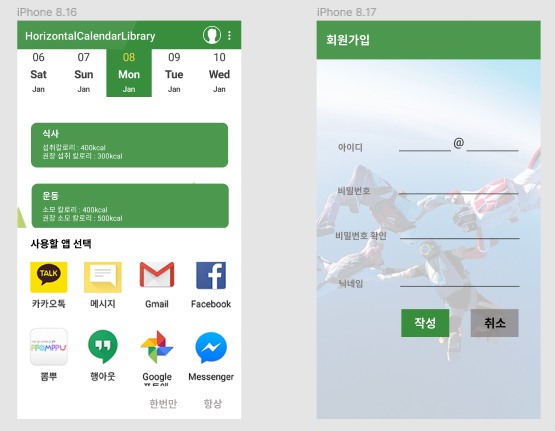 iPhone 8.16
HorizontalCalendarLibrary
06 07 08 09 10
Sat Sun Mon Tue Wed
Jan Jan Jan Jan Jan
식사
섭취칼로리 : 400kcal
권장 섭취 칼로리 : 300kcal
운동
소모 칼로리 : 400kcal
권장 소모 칼로리 : 500kcal
사용할 앱 선택
TALK
카카오톡 메시지 Gmail Facebook
PPOMPPU
뽐뿌 행아웃 Google Messenger
한번만 항상
iPhone 8.17
회원가입
아이디 @
비밀번호
비밀번호 확인
닉네임
작성 취소